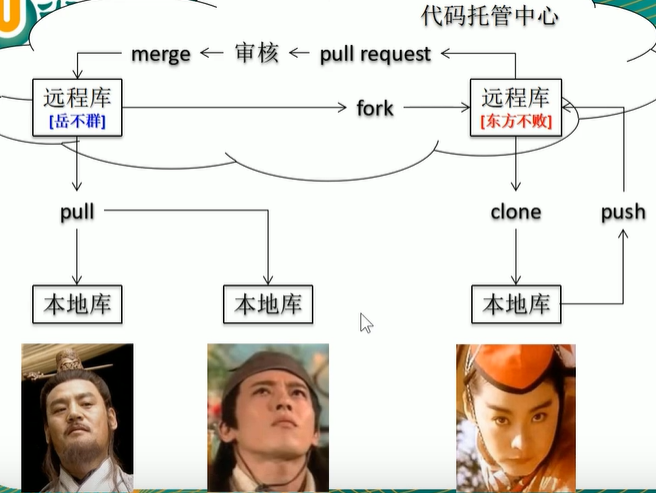 代码托管中心
merge
审核
pull request
远程库
[岳不群]
fork
远程库
[东方不败]
pull
clone
push
本地库
本地库
本地库